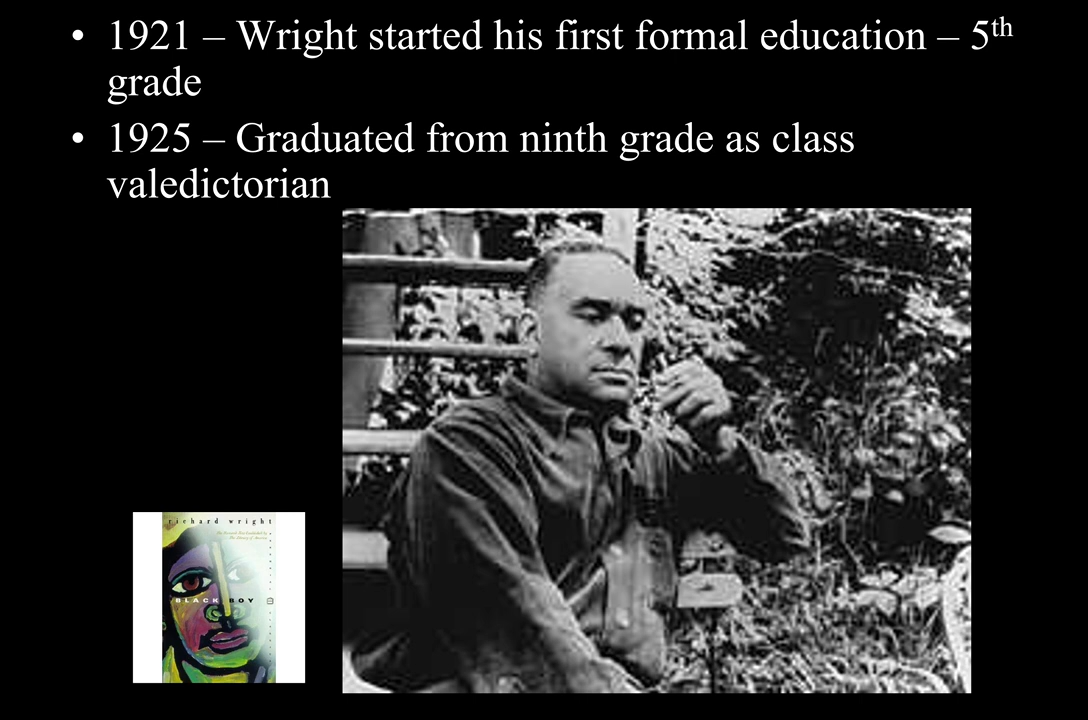 • 1921 – Wright started his first formal education – 5th
grade
• 1925 – Graduated from ninth grade as class
valedictorian
richard wright
BLACK BOY